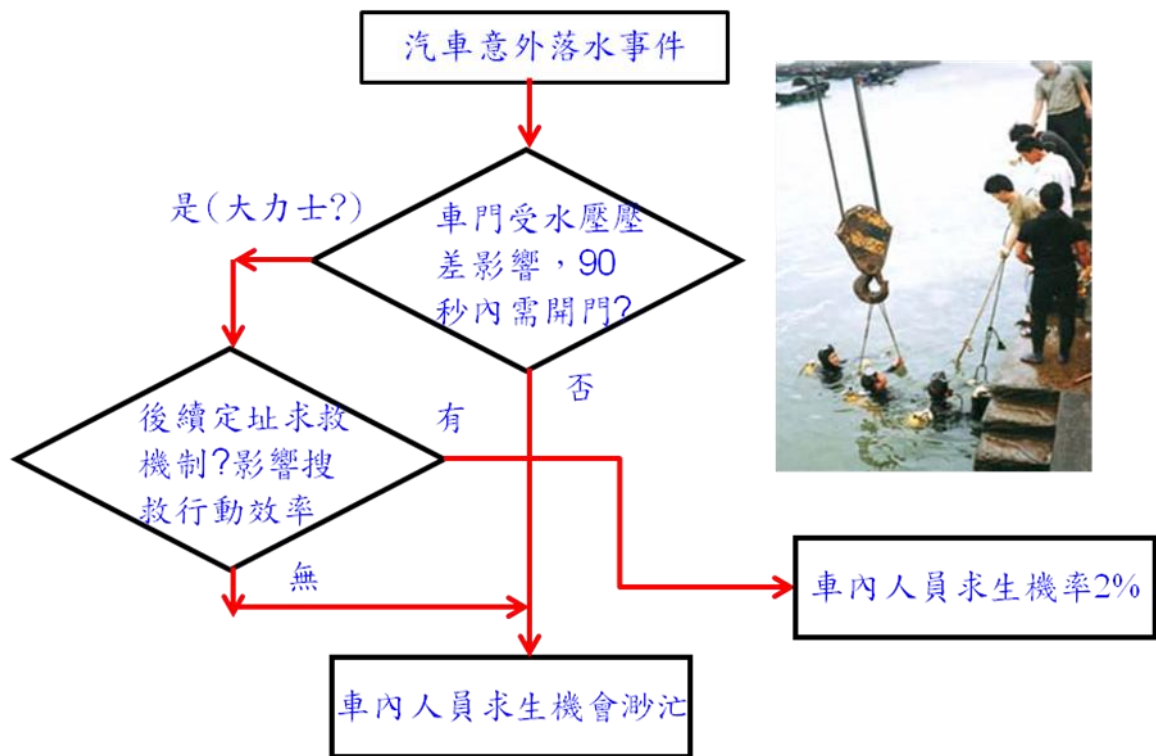 汽車意外落水事件
是(大力士?)
車門受水壓壓
差影響，90
秒內需開門?
否
後續定址求救
機制?影響搜
救行動效率
有
無
車內人員求生機率2%
車內人員求生機會渺茫